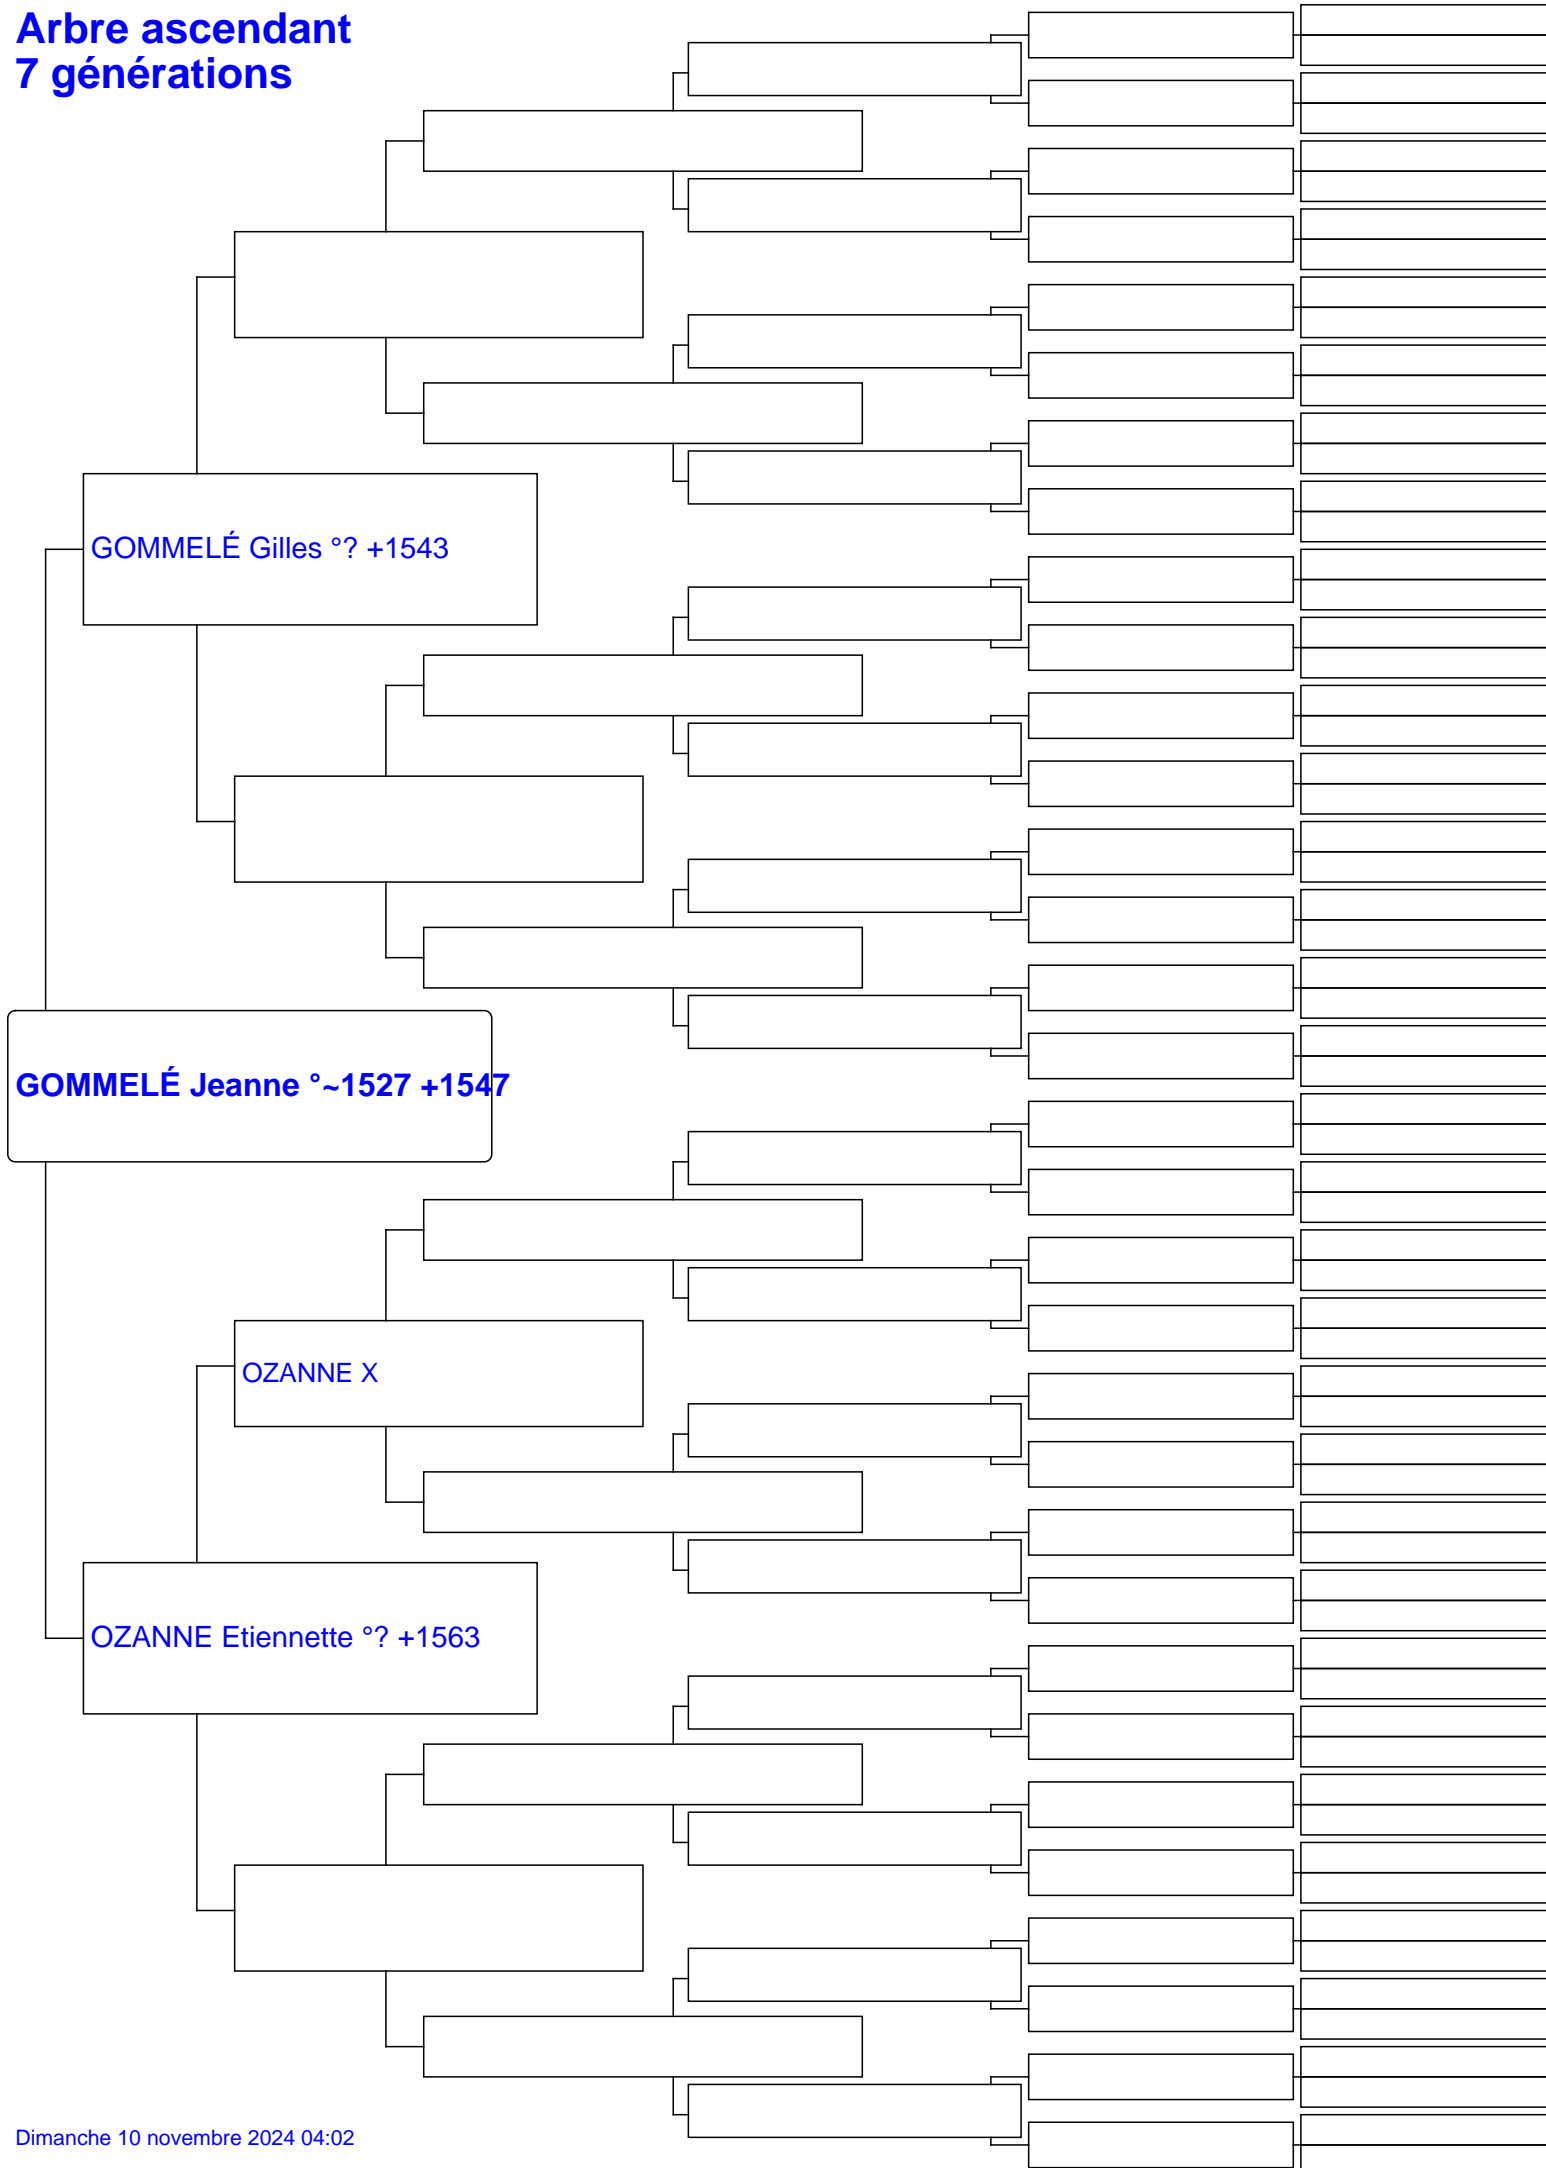 Arbre ascendant
7 générations
GOMMELÉ Gilles °? +1543
GOMMELÉ Jeanne °~1527 +1547
OZANNE X
OZANNE Etiennette °? +1563
Dimanche 10 novembre 2024 04:02